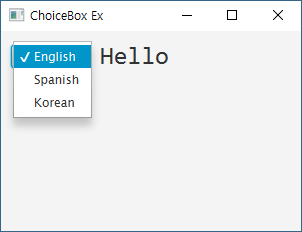 ChoiceBox Ex
English
Hello
Spanish
Korean